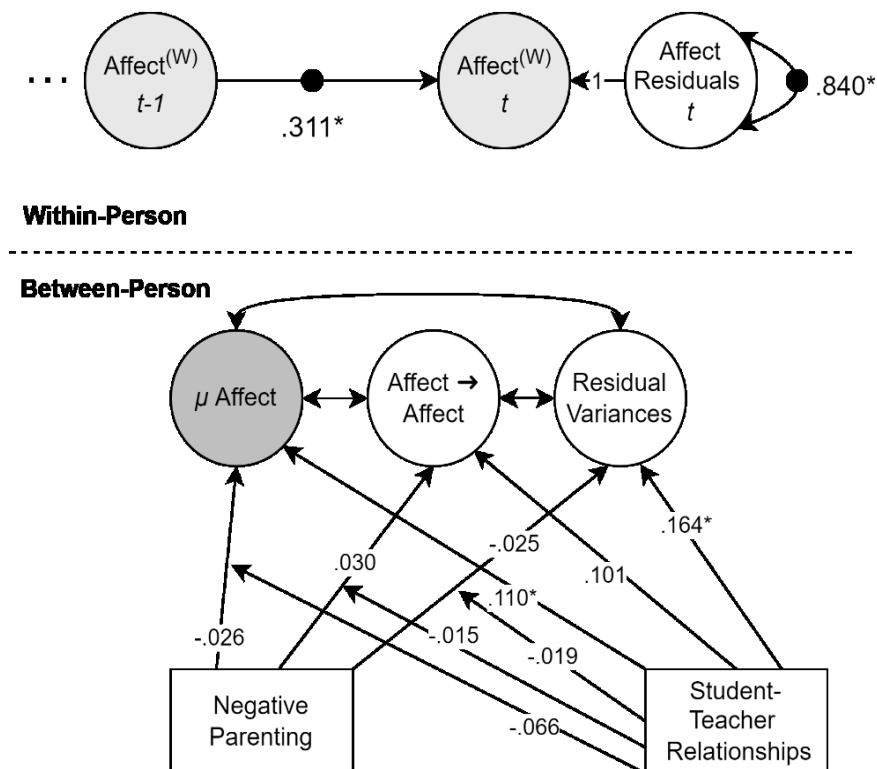 Affect(W)
t-1
.311*
Affect(W)
t
1
Affect
Residuals
t
.840*
Within-Person
Between-Person
μ Affect
Affect ➜
Affect
Residual
Variances
-.026
.030
-.025
.110*
.101
.164*
-.015
-.019
-.066
Negative
Parenting
Student-
Teacher
Relationships